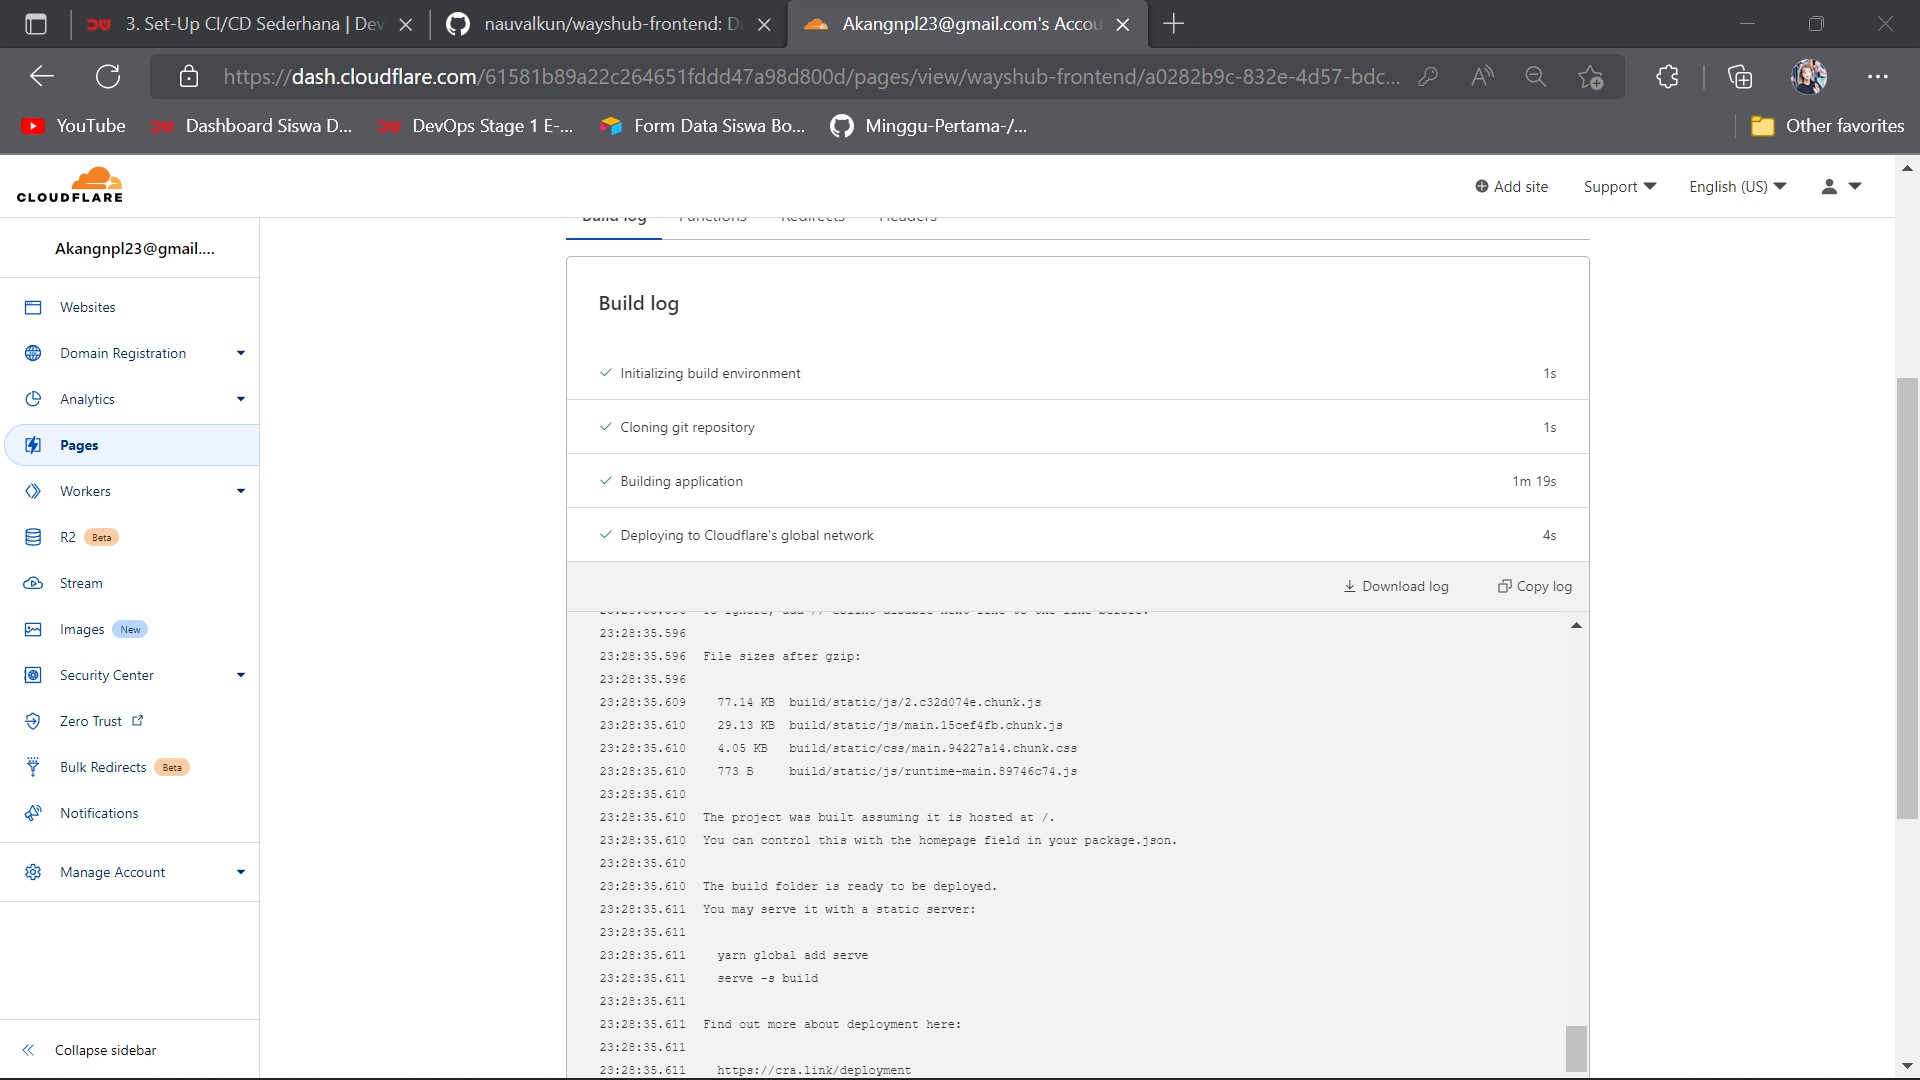 3. Set-Up CI/CD Sederhana | Dev
nauvalkun/wayshub-frontend: D
Akangnpl23@gmail.com's Accou
https://dash.cloudflare.com/61581b89a22c264651fddd47a98d800d/pages/view/wayshub-frontend/a0282b9c-832e-4d57-bdc...
YouTube
Dashboard Siswa D...
DevOps Stage 1 E-...
Form Data Siswa Bo...
Minggu-Pertama-/...
Other favorites
CLOUDFLARE
Add site
Support
English (US)
Build log
Functions
Redirects
Headers
Akangnpl23@gmail....
Websites
Domain Registration
Analytics
Pages
Workers
R2 Beta
Stream
Images New
Security Center
Zero Trust
Bulk Redirects Beta
Notifications
Manage Account
Collapse sidebar
Build log
Initializing build environment 1s
Cloning git repository 1s
Building application 1m 19s
Deploying to Cloudflare's global network 4s
Download log
Copy log
23:28:35.596
23:28:35.596 File sizes after gzip:
23:28:35.596
23:28:35.609 77.14 KB build/static/js/2.c32d074e.chunk.js
23:28:35.610 29.13 KB build/static/js/main.15cef4fb.chunk.js
23:28:35.610 4.05 KB build/static/css/main.94227a14.chunk.css
23:28:35.610 773 B build/static/js/runtime-main.89746c74.js
23:28:35.610
23:28:35.610 The project was built assuming it is hosted at /.
23:28:35.610 You can control this with the homepage field in your package.json.
23:28:35.610
23:28:35.610 The build folder is ready to be deployed.
23:28:35.611 You may serve it with a static server:
23:28:35.611
23:28:35.611 yarn global add serve
23:28:35.611 serve -s build
23:28:35.611
23:28:35.611 Find out more about deployment here:
23:28:35.611
23:28:35.611 https://cra.link/deployment